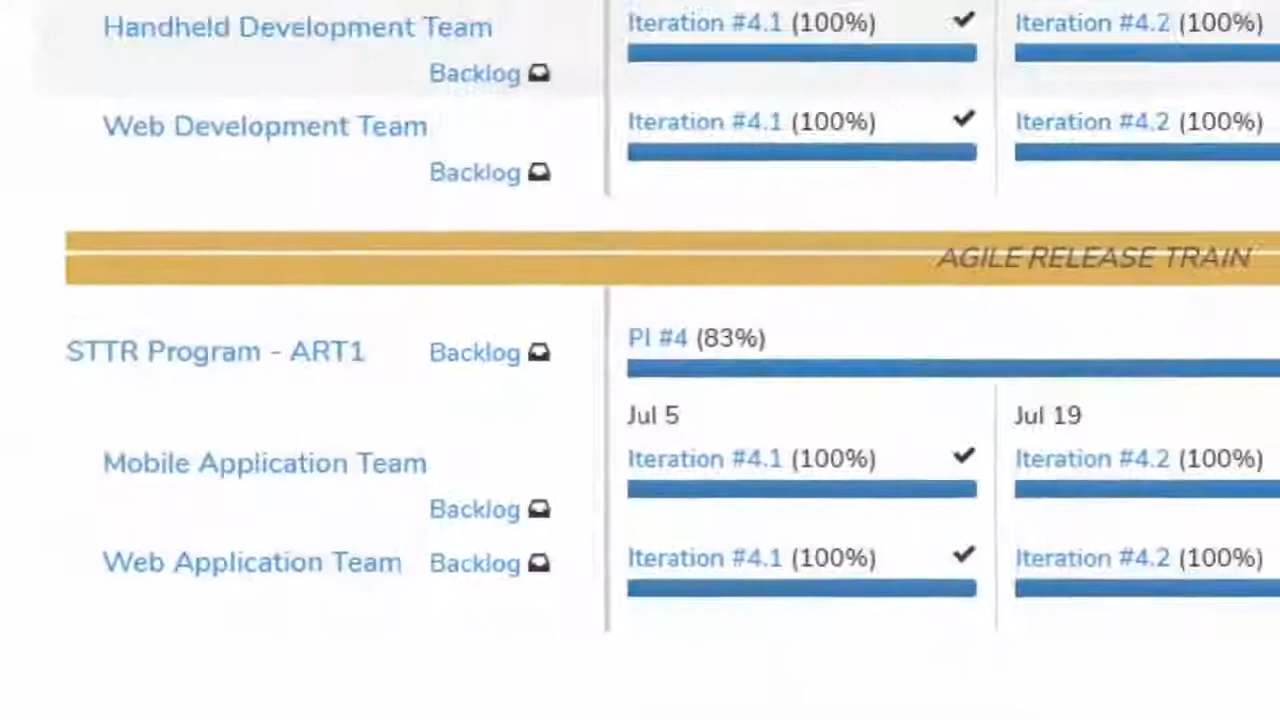 Handheld Development Team
Iteration #4.1 (100%)
Iteration #4.2 (100%)
Backlog
Web Development Team
Iteration #4.1 (100%)
Iteration #4.2 (100%)
Backlog
AGILE RELEASE TRAIN
STTR Program - ART1
Backlog
PI #4 (83%)
Jul 5
Jul 19
Mobile Application Team
Iteration #4.1 (100%)
Iteration #4.2 (100%)
Backlog
Web Application Team
Backlog
Iteration #4.1 (100%)
Iteration #4.2 (100%)